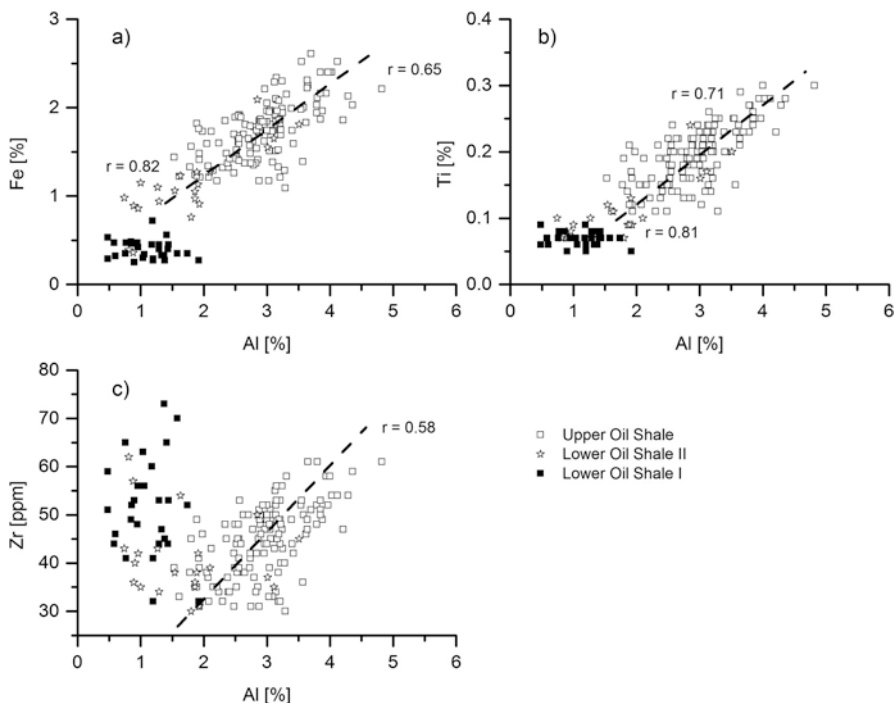 a)
r = 0.65
r = 0.82
Fe [%]
3
2
1
0
0 1 2 3 4 5 6
Al [%]
b)
r = 0.71
r = 0.81
Ti [%]
0.4
0.3
0.2
0.1
0.0
0 1 2 3 4 5 6
Al [%]
c)
r = 0.58
Zr [ppm]
80
70
60
50
40
30
0 1 2 3 4 5 6
Al [%]
Upper Oil Shale
Lower Oil Shale II
Lower Oil Shale I